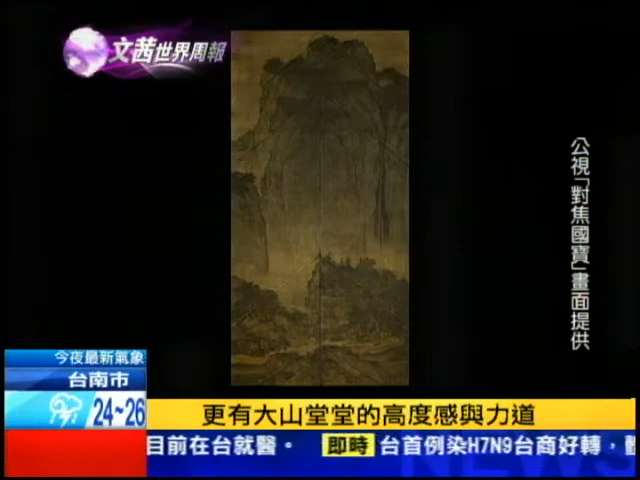 文茜世界周報
公視「對焦國寶」畫面提供
今夜最新氣象
台南市
24~26
更有大山堂堂的高度感與力道
目前在台就醫。 即時 台首例染H7N9台商好轉，
NEWS